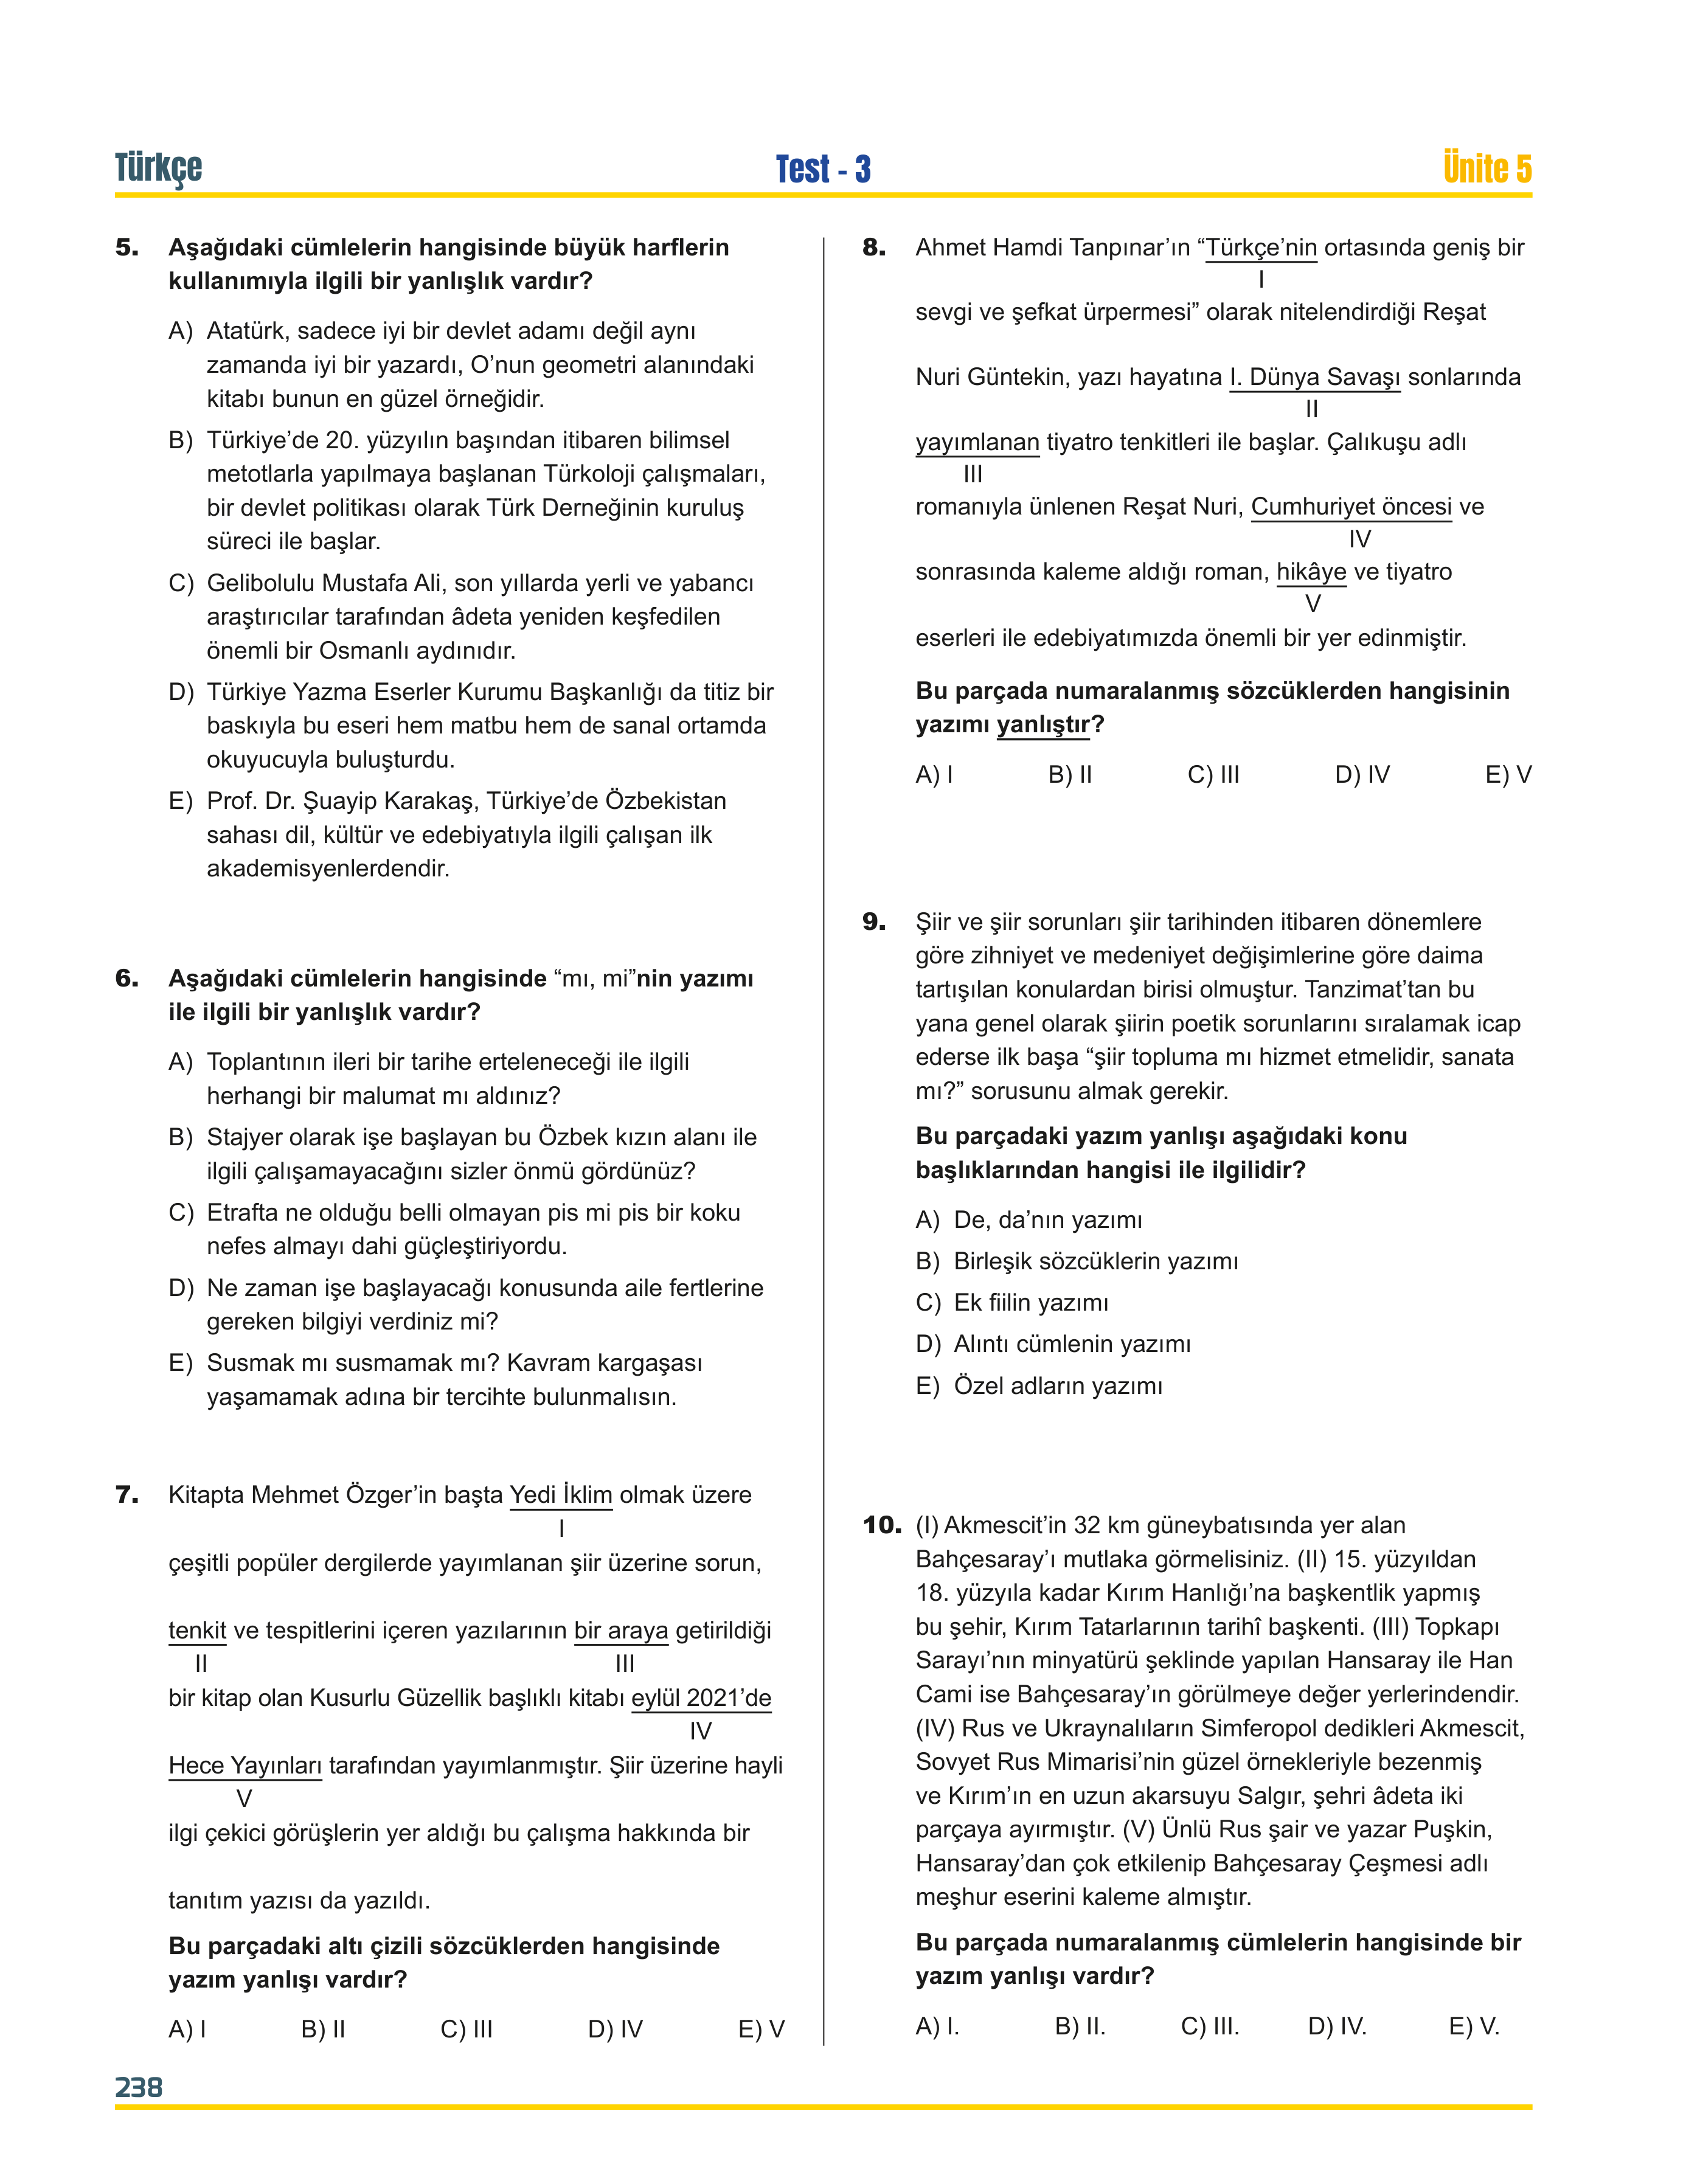 Türkçe
Test - 3
Ünite 5
5. Aşağıdaki cümlelerin hangisinde büyük harflerin
kullanımıyla ilgili bir yanlışlık vardır?
A) Atatürk, sadece iyi bir devlet adamı değil aynı
zamanda iyi bir yazardı, O’nun geometri alanındaki
kitabı bunun en güzel örneğidir.
B) Türkiye’de 20. yüzyılın başından itibaren bilimsel
metotlarla yapılmaya başlanan Türkoloji çalışmaları,
bir devlet politikası olarak Türk Derneğinin kuruluş
süreci ile başlar.
C) Gelibolulu Mustafa Ali, son yıllarda yerli ve yabancı
araştırıcılar tarafından âdeta yeniden keşfedilen
önemli bir Osmanlı aydınıdır.
D) Türkiye Yazma Eserler Kurumu Başkanlığı da titiz bir
baskıyla bu eseri hem matbu hem de sanal ortamda
okuyucuyla buluşturdu.
E) Prof. Dr. Şuayip Karakaş, Türkiye’de Özbekistan
sahası dil, kültür ve edebiyatıyla ilgili çalışan ilk
akademisyenlerdendir.
6. Aşağıdaki cümlelerin hangisinde “mı, mi”nin yazımı
ile ilgili bir yanlışlık vardır?
A) Toplantının ileri bir tarihe erteleneceği ile ilgili
herhangi bir malumat mı aldınız?
B) Stajyer olarak işe başlayan bu Özbek kızın alanı ile
ilgili çalışamayacağını sizler önmü gördünüz?
C) Etrafta ne olduğu belli olmayan pis mi pis bir koku
nefes almayı dahi güçleştiriyordu.
D) Ne zaman işe başlayacağı konusunda aile fertlerine
gereken bilgiyi verdiniz mi?
E) Susmak mı susmamak mı? Kavram kargaşası
yaşamamak adına bir tercihte bulunmalısın.
7. Kitapta Mehmet Özger’in başta Yedi İklim olmak üzere
I
çeşitli popüler dergilerde yayımlanan şiir üzerine sorun,
tenkit ve tespitlerini içeren yazılarının bir araya getirildiği
II III
bir kitap olan Kusurlu Güzellik başlıklı kitabı eylül 2021’de
IV
Hece Yayınları tarafından yayımlanmıştır. Şiir üzerine hayli
V
ilgi çekici görüşlerin yer aldığı bu çalışma hakkında bir
tanıtım yazısı da yazıldı.
Bu parçadaki altı çizili sözcüklerden hangisinde
yazım yanlışı vardır?
A) I B) II C) III D) IV E) V
8. Ahmet Hamdi Tanpınar’ın “Türkçe’nin ortasında geniş bir
I
sevgi ve şefkat ürpermesi” olarak nitelendirdiği Reşat
Nuri Güntekin, yazı hayatına I. Dünya Savaşı sonlarında
II
yayımlanan tiyatro tenkitleri ile başlar. Çalıkuşu adlı
III
romanıyla ünlenen Reşat Nuri, Cumhuriyet öncesi ve
IV
sonrasında kaleme aldığı roman, hikâye ve tiyatro
V
eserleri ile edebiyatımızda önemli bir yer edinmiştir.
Bu parçada numaralanmış sözcüklerden hangisinin
yazımı yanlıştır?
A) I B) II C) III D) IV E) V
9. Şiir ve şiir sorunları şiir tarihinden itibaren dönemlere
göre zihniyet ve medeniyet değişimlerine göre daima
tartışılan konulardan birisi olmuştur. Tanzimat’tan bu
yana genel olarak şiirin poetik sorunlarını sıralamak icap
ederse ilk başa “şiir topluma mı hizmet etmelidir, sanata
mı?” sorusunu almak gerekir.
Bu parçadaki yazım yanlışı aşağıdaki konu
başlıklarından hangisi ile ilgilidir?
A) De, da’nın yazımı
B) Birleşik sözcüklerin yazımı
C) Ek fiilin yazımı
D) Alıntı cümlenin yazımı
E) Özel adların yazımı
10. (I) Akmescit’in 32 km güneybatısında yer alan
Bahçesaray’ı mutlaka görmelisiniz. (II) 15. yüzyıldan
18. yüzyıla kadar Kırım Hanlığı’na başkentlik yapmış
bu şehir, Kırım Tatarlarının tarihî başkenti. (III) Topkapı
Sarayı’nın minyatürü şeklinde yapılan Hansaray ile Han
Cami ise Bahçesaray’ın görülmeye değer yerlerindendir.
(IV) Rus ve Ukraynalıların Simferopol dedikleri Akmescit,
Sovyet Rus Mimarisi’nin güzel örnekleriyle bezenmiş
ve Kırım’ın en uzun akarsuyu Salgır, şehri âdeta iki
parçaya ayırmıştır. (V) Ünlü Rus şair ve yazar Puşkin,
Hansaray’dan çok etkilenip Bahçesaray Çeşmesi adlı
meşhur eserini kaleme almıştır.
Bu parçada numaralanmış cümlelerin hangisinde bir
yazım yanlışı vardır?
A) I. B) II. C) III. D) IV. E) V.
238